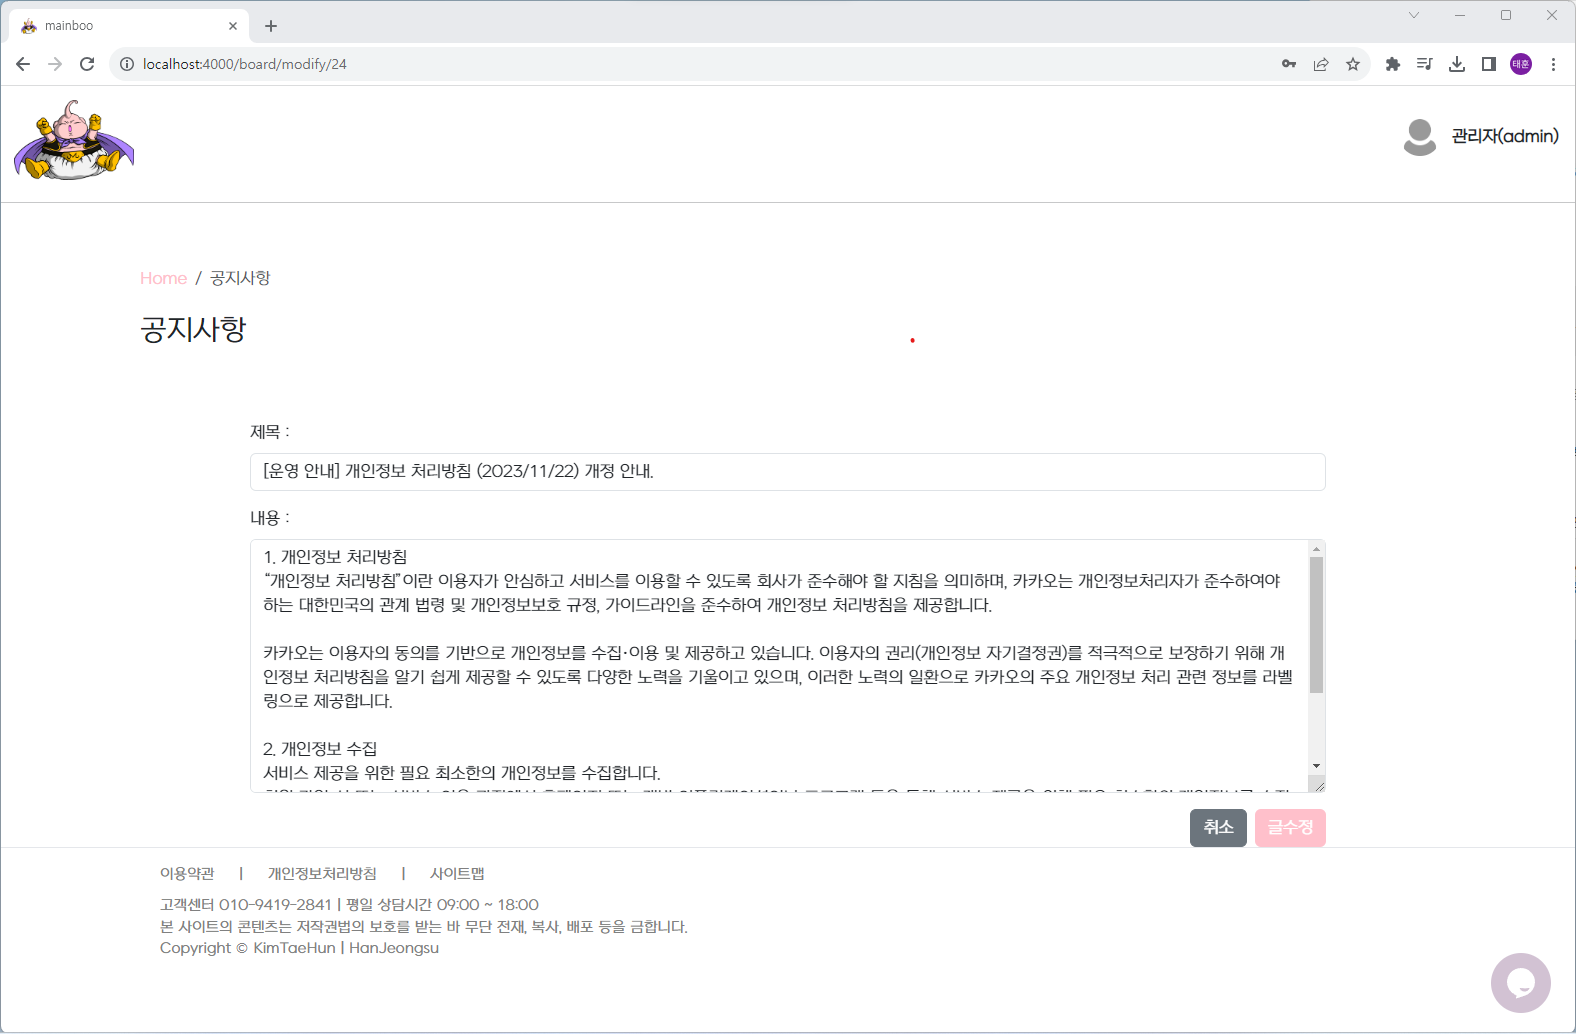 mainboo
localhost:4000/board/modify/24
태훈
관리자(admin)
Home / 공지사항
공지사항
제목 :
[운영 안내] 개인정보 처리방침 (2023/11/22) 개정 안내.
내용 :
1. 개인정보 처리방침
“개인정보 처리방침”이란 이용자가 안심하고 서비스를 이용할 수 있도록 회사가 준수해야 할 지침을 의미하며, 카카오는 개인정보처리자가 준수하여야
하는 대한민국의 관계 법령 및 개인정보보호 규정, 가이드라인을 준수하여 개인정보 처리방침을 제공합니다.
카카오는 이용자의 동의를 기반으로 개인정보를 수집·이용 및 제공하고 있습니다. 이용자의 권리(개인정보 자기결정권)를 적극적으로 보장하기 위해 개
인정보 처리방침을 알기 쉽게 제공할 수 있도록 다양한 노력을 기울이고 있으며, 이러한 노력의 일환으로 카카오의 주요 개인정보 처리 관련 정보를 라벨
링으로 제공합니다.
2. 개인정보 수집
서비스 제공을 위한 필요 최소한의 개인정보를 수집합니다.
취소 글수정
이용약관 | 개인정보처리방침 | 사이트맵
고객센터 010-9419-2841 | 평일 상담시간 09:00 ~ 18:00
본 사이트의 콘텐츠는 저작권법의 보호를 받는 바 무단 전재, 복사, 배포 등을 금합니다.
Copyright © KimTaeHun | HanJeongsu